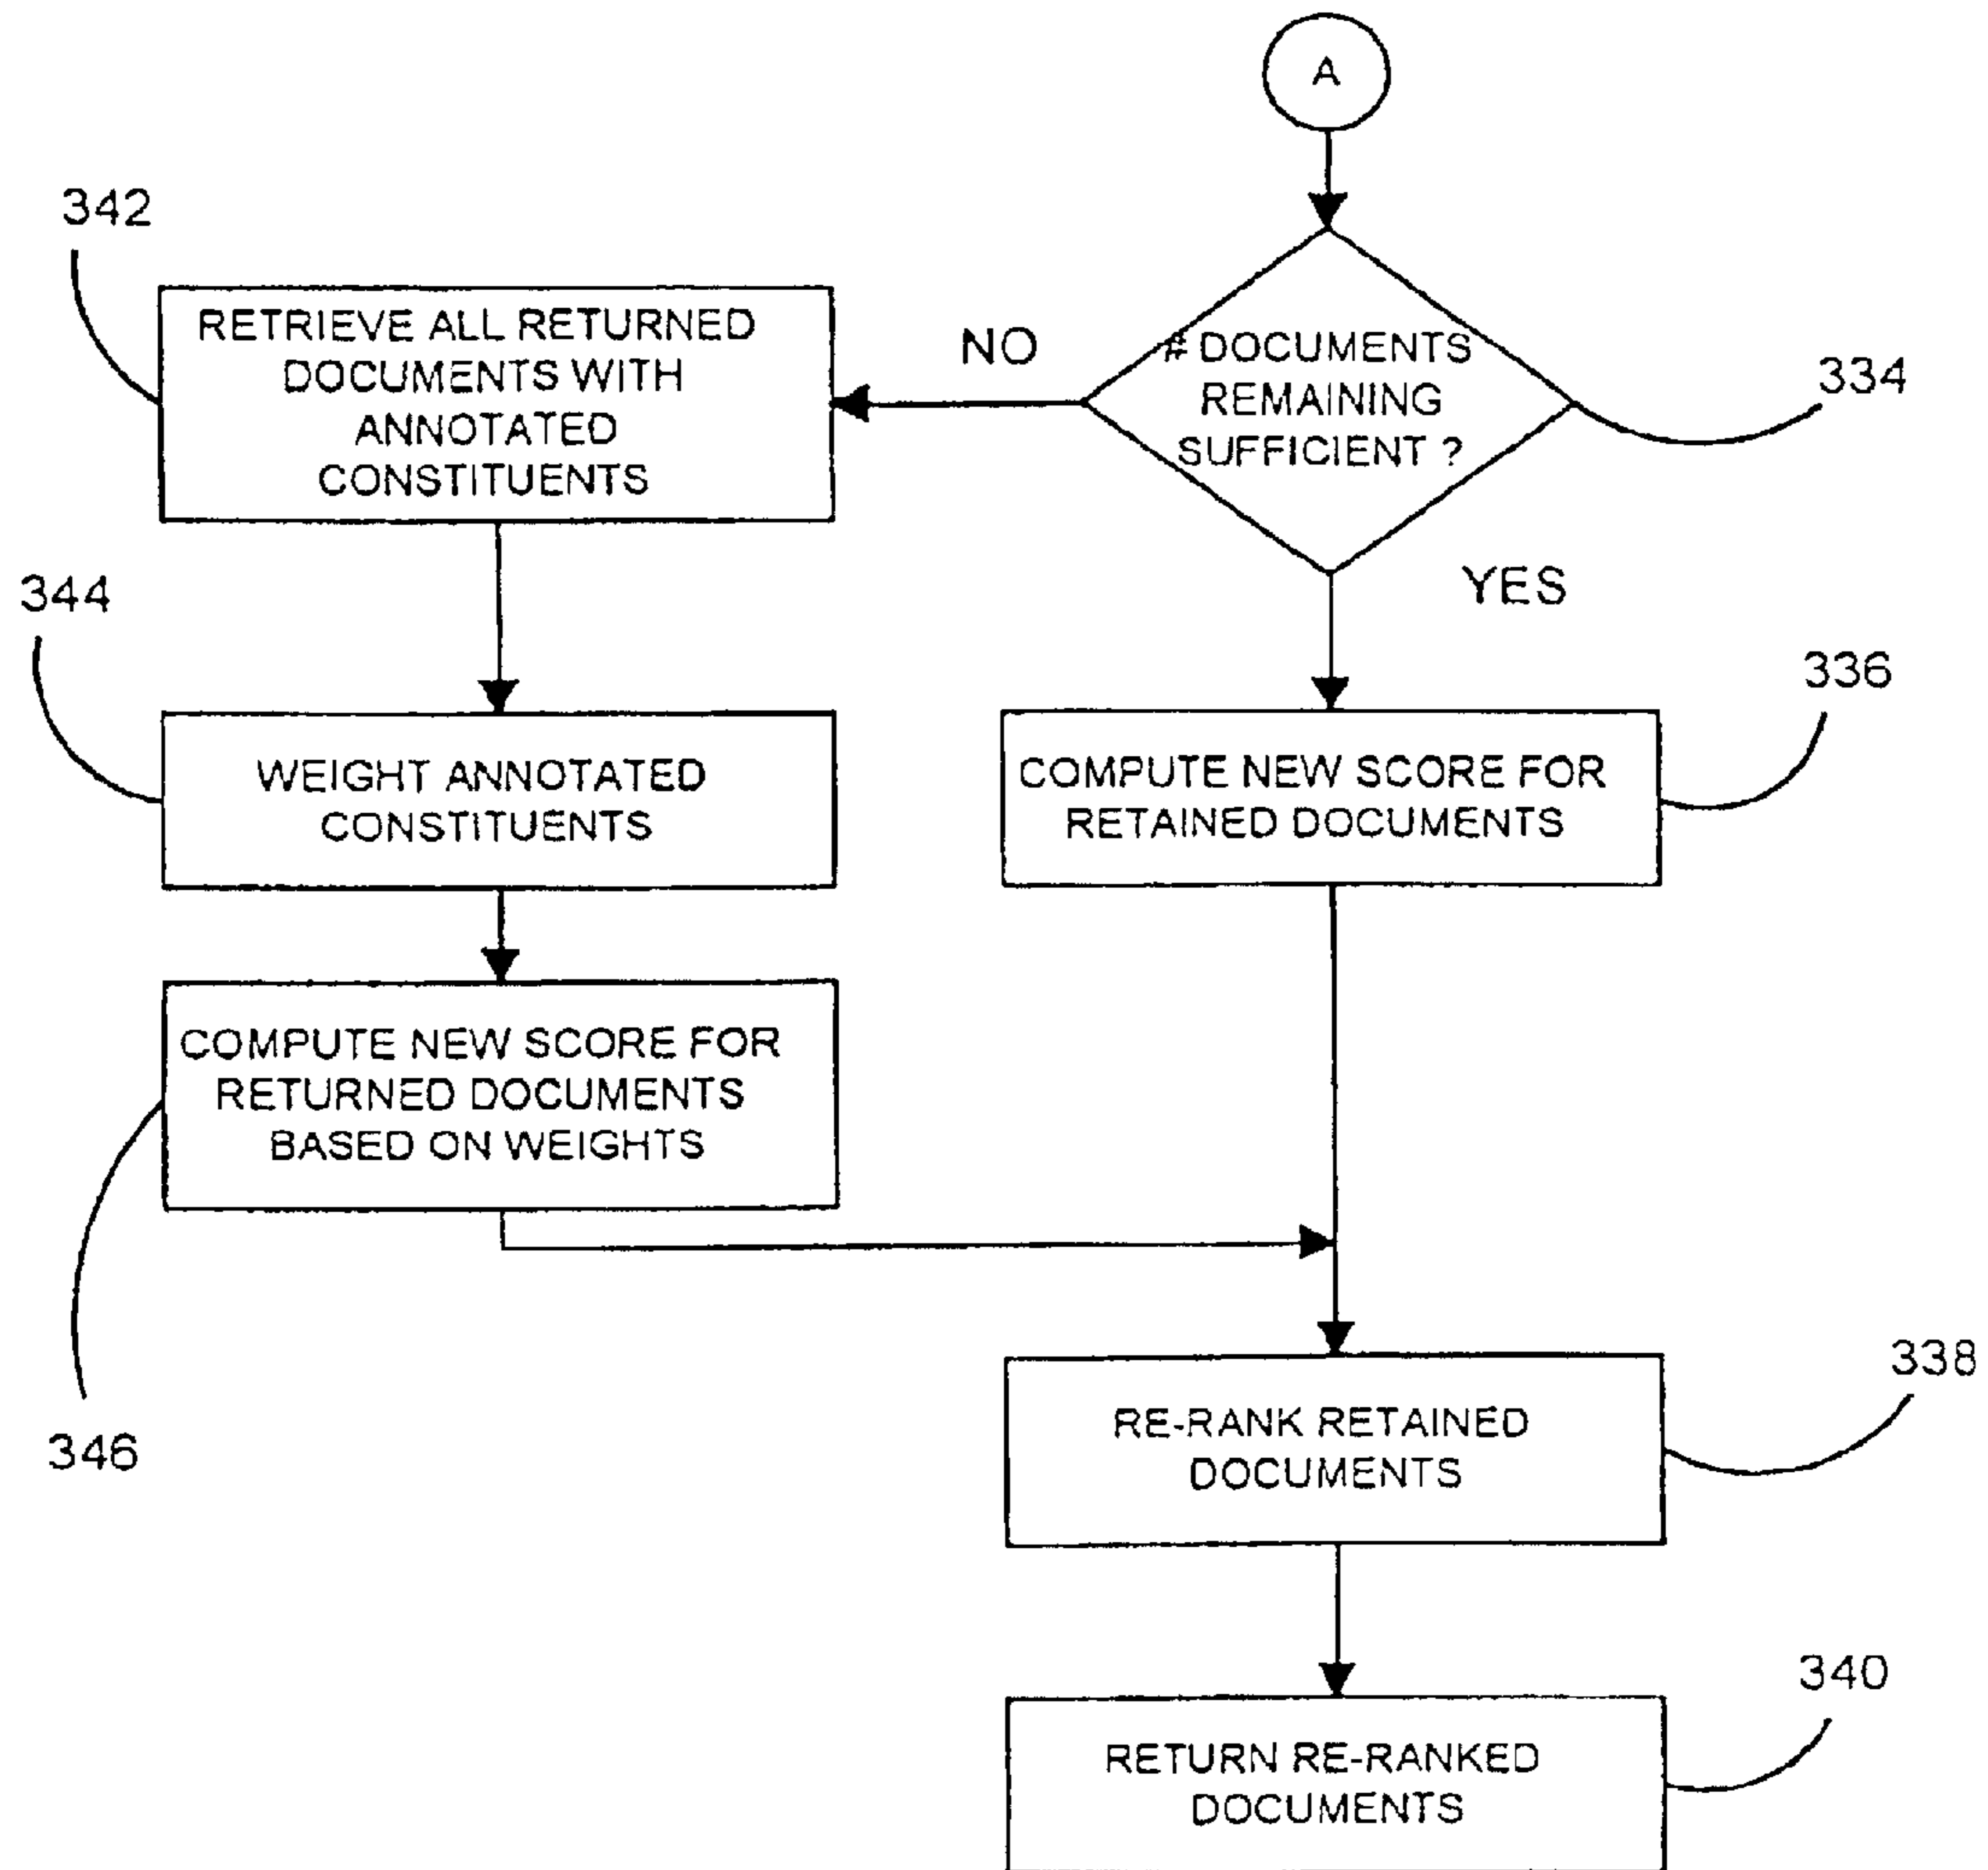 A
342
RETRIEVE ALL RETURNED
DOCUMENTS WITH
ANNOTATED
CONSTITUENTS
NO
# DOCUMENTS
REMAINING
SUFFICIENT ?
334
YES
344
WEIGHT ANNOTATED
CONSTITUENTS
336
COMPUTE NEW SCORE FOR
RETAINED DOCUMENTS
COMPUTE NEW SCORE FOR
RETURNED DOCUMENTS
BASED ON WEIGHTS
346
338
RE-RANK RETAINED
DOCUMENTS
340
RETURN RE-RANKED
DOCUMENTS